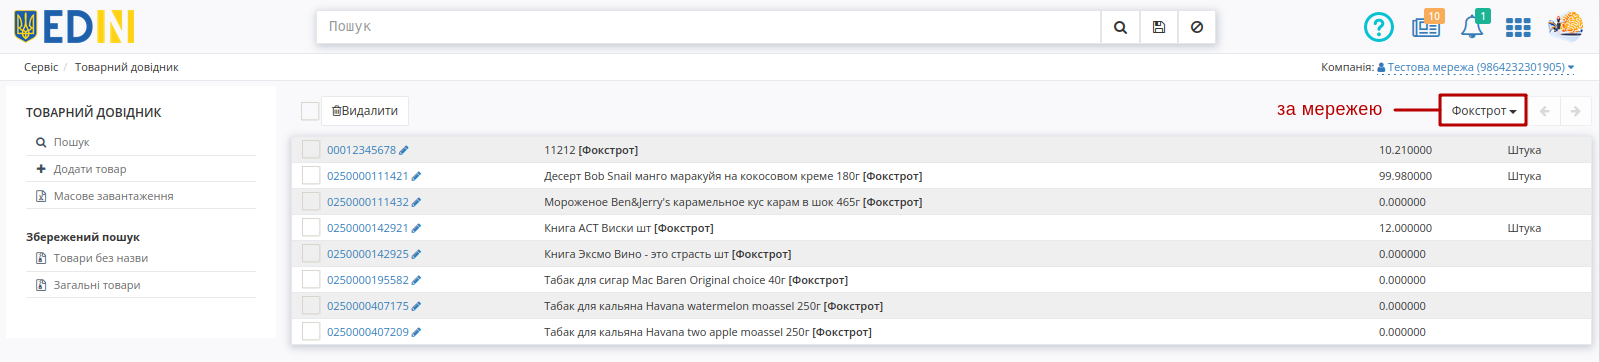 EDIN
Пошук
10
1
Сервіс / Товарний довідник
Компанія: Тестова мережа (9864232301905)
ТОВАРНИЙ ДОВІДНИК
Пошук
Додати товар
Масове завантаження
Збережений пошук
Товари без назви
Загальні товари
Видалити
за мережею
Фокстрот
00012345678 11212 [Фокстрот] 10.210000 Штука
0250000111421 Десерт Bob Snail манго маракуйя на кокосовом креме 180г [Фокстрот] 99.980000 Штука
0250000111432 Мороженое Ben&Jerry's карамельное кус карам в шок 465г [Фокстрот] 0.000000
0250000142921 Книга АСТ Виски шт [Фокстрот] 12.000000 Штука
0250000142925 Книга Эксмо Вино - это страсть шт [Фокстрот] 0.000000
0250000195582 Табак для сигар Mac Baren Original choice 40г [Фокстрот] 0.000000
0250000407175 Табак для кальяна Havana watermelon moassel 250г [Фокстрот] 0.000000
0250000407209 Табак для кальяна Havana two apple moassel 250г [Фокстрот] 0.000000